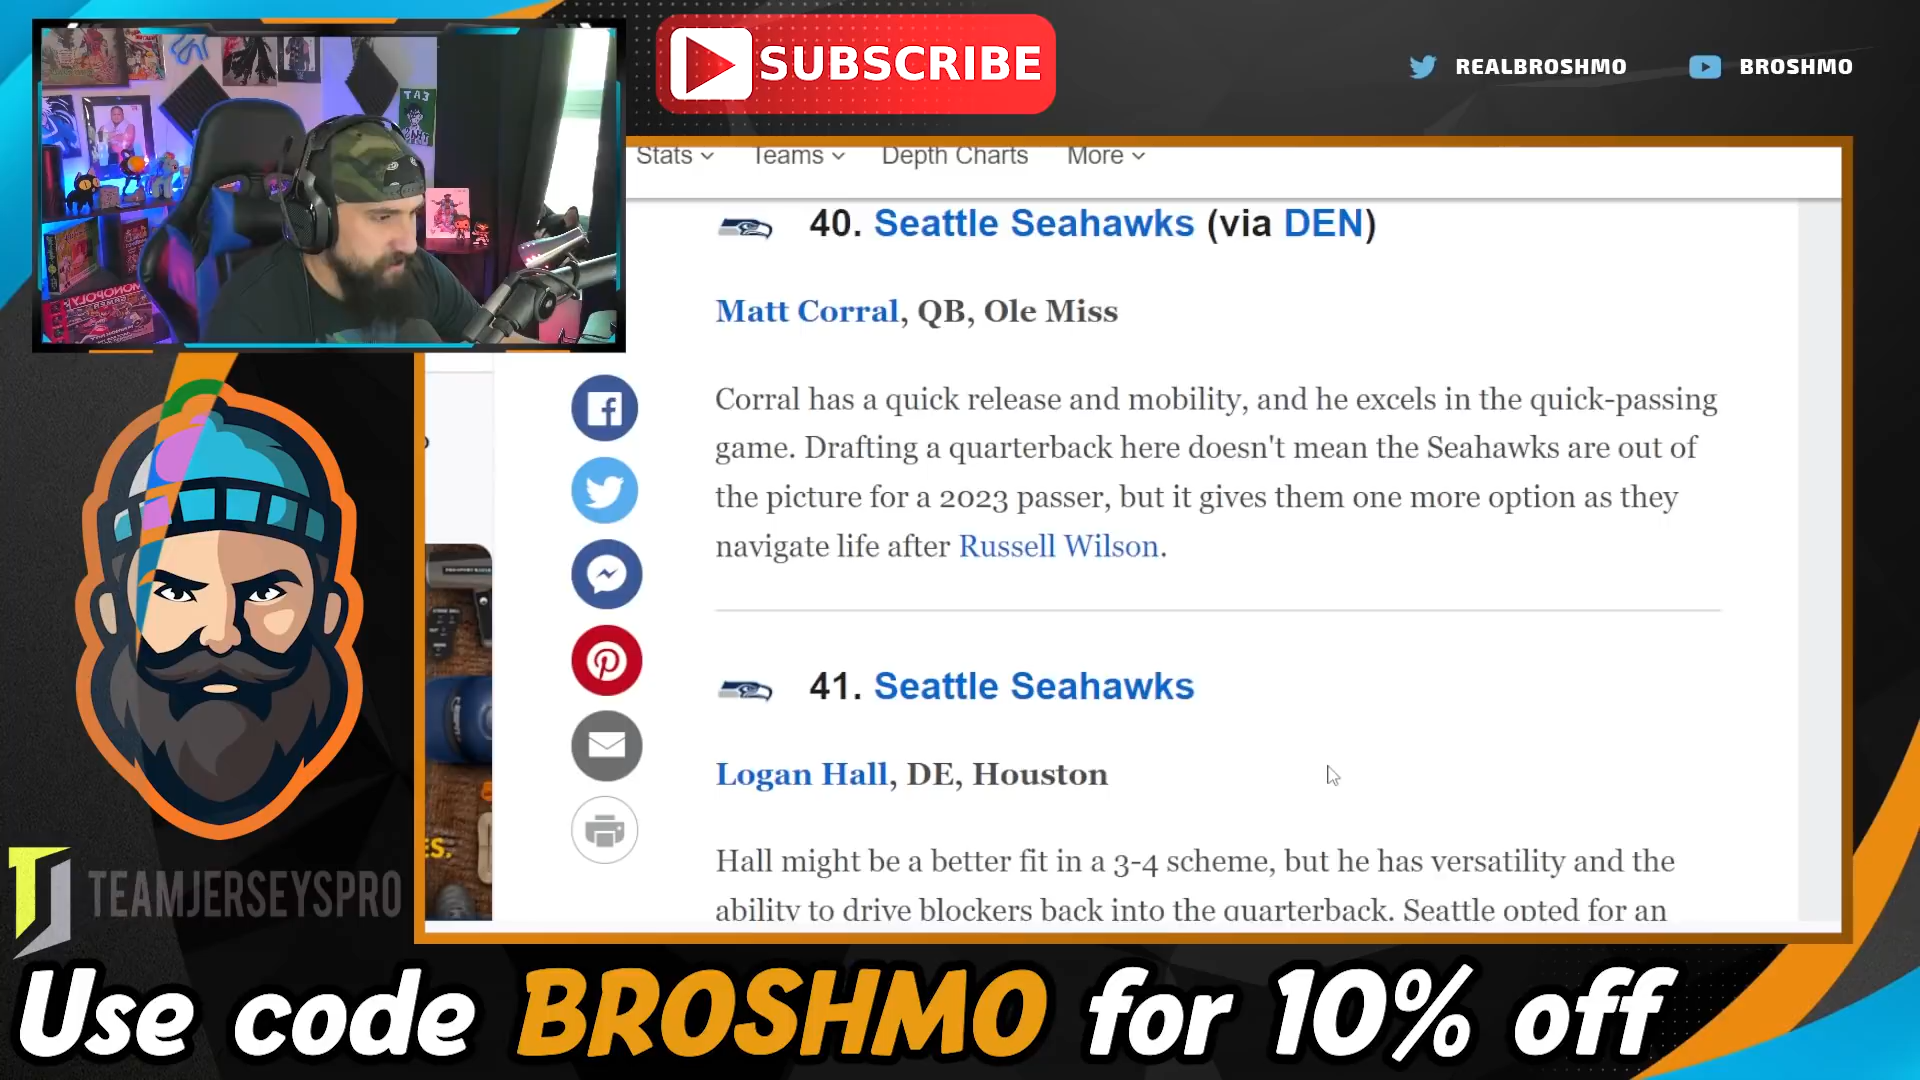 SUBSCRIBE
REALBROSHMO
BROSHMO
Stats
Teams
Depth Charts
More
40. Seattle Seahawks (via DEN)
Matt Corral, QB, Ole Miss
Corral has a quick release and mobility, and he excels in the quick-passing
game. Drafting a quarterback here doesn't mean the Seahawks are out of
the picture for a 2023 passer, but it gives them one more option as they
navigate life after Russell Wilson.
41. Seattle Seahawks
Logan Hall, DE, Houston
Hall might be a better fit in a 3-4 scheme, but he has versatility and the
ability to drive blockers back into the quarterback. Seattle opted for an
ES.
MONOPOLY
TJ TEAMJERSEYSPRO
Use code BROSHMO for 10% off